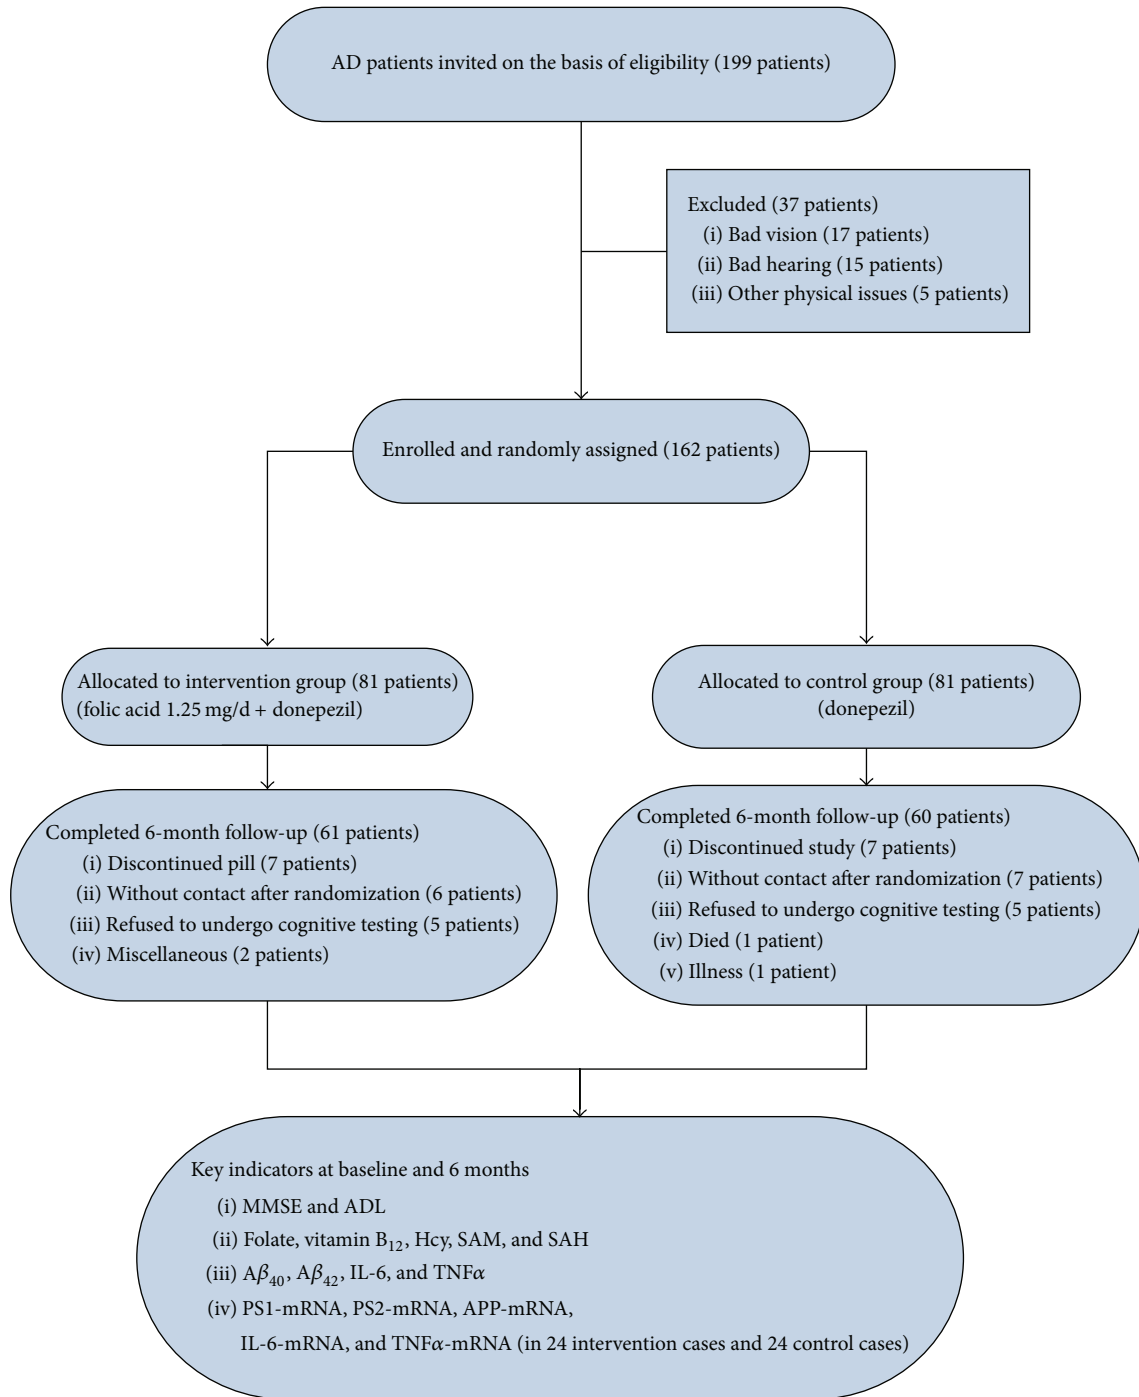 AD patients invited on the basis of eligibility (199 patients)
Excluded (37 patients)
(i) Bad vision (17 patients)
(ii) Bad hearing (15 patients)
(iii) Other physical issues (5 patients)
Enrolled and randomly assigned (162 patients)
Allocated to intervention group (81 patients)
(folic acid 1.25 mg/d + donepezil)
Allocated to control group (81 patients)
(donepezil)
Completed 6-month follow-up (61 patients)
(i) Discontinued pill (7 patients)
(ii) Without contact after randomization (6 patients)
(iii) Refused to undergo cognitive testing (5 patients)
(iv) Miscellaneous (2 patients)
Completed 6-month follow-up (60 patients)
(i) Discontinued study (7 patients)
(ii) Without contact after randomization (7 patients)
(iii) Refused to undergo cognitive testing (5 patients)
(iv) Died (1 patient)
(v) Illness (1 patient)
Key indicators at baseline and 6 months
(i) MMSE and ADL
(ii) Folate, vitamin B₁₂, Hcy, SAM, and SAH
(iii) Aβ₄₀, Aβ₄₂, IL-6, and TNFα
(iv) PS1-mRNA, PS2-mRNA, APP-mRNA,
IL-6-mRNA, and TNFα-mRNA (in 24 intervention cases and 24 control cases)